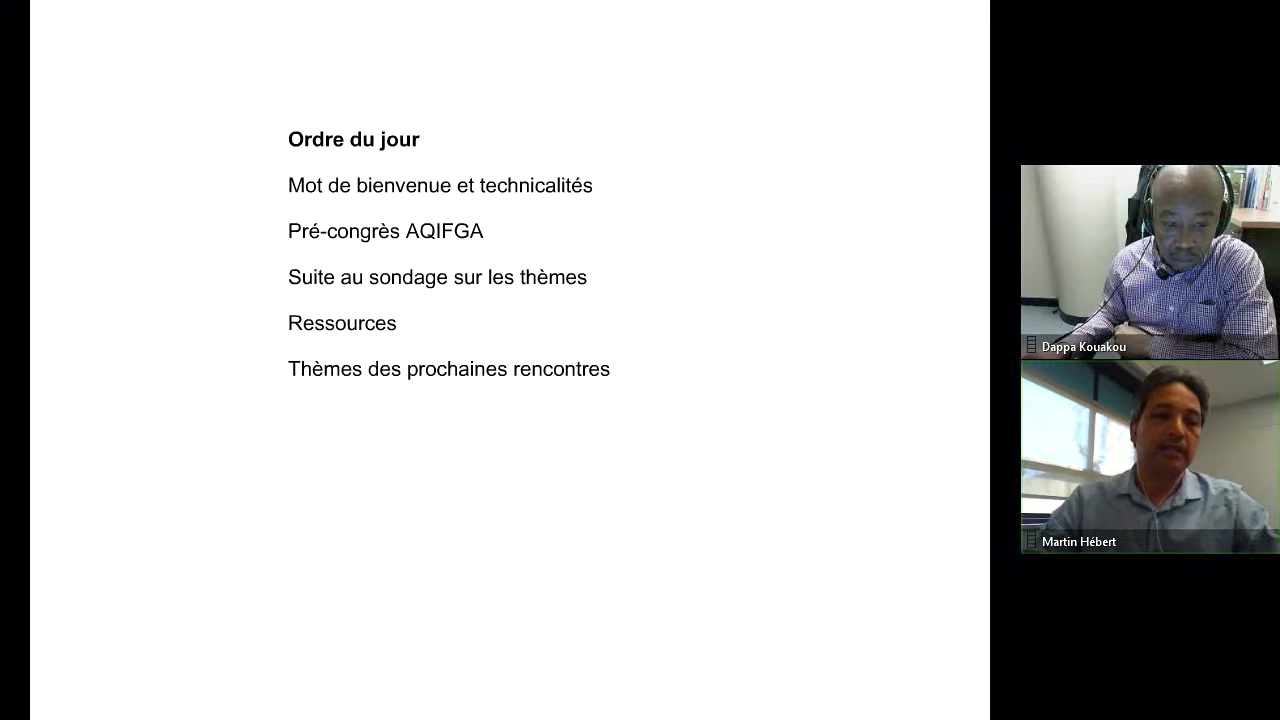 Ordre du jour
Mot de bienvenue et technicalités
Pré-congrès AQIFGA
Suite au sondage sur les thèmes
Ressources
Thèmes des prochaines rencontres
Dappa Kouakou
Martin Hébert